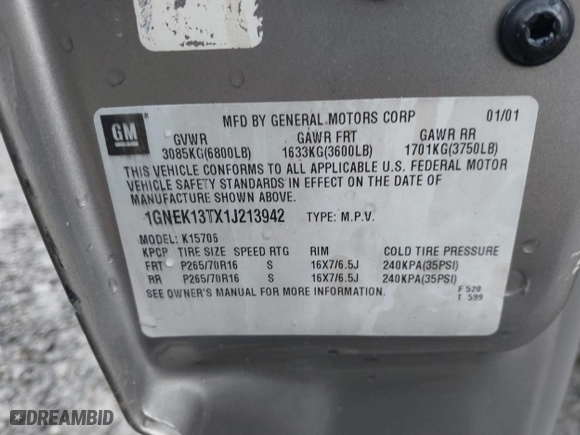 GM
MFD BY GENERAL MOTORS CORP 01/01
GVWR GAWR FRT GAWR RR
3085KG(6800LB) 1633KG(3600LB) 1701KG(3750LB)
THIS VEHICLE CONFORMS TO ALL APPLICABLE U.S. FEDERAL MOTOR
VEHICLE SAFETY STANDARDS IN EFFECT ON THE DATE OF
MANUFACTURE SHOWN ABOVE.
1GNEK13TX1J213942 TYPE: M.P.V.
MODEL: K15706
KPCP TIRE SIZE SPEED RTG RIM COLD TIRE PRESSURE
FRT P265/70R16 S 16X7/6.5J 240KPA(35PSI)
RR P265/70R16 S 16X7/6.5J 240KPA(35PSI)
SEE OWNER'S MANUAL FOR MORE INFORMATION. F 520
T 599
DREAMBID